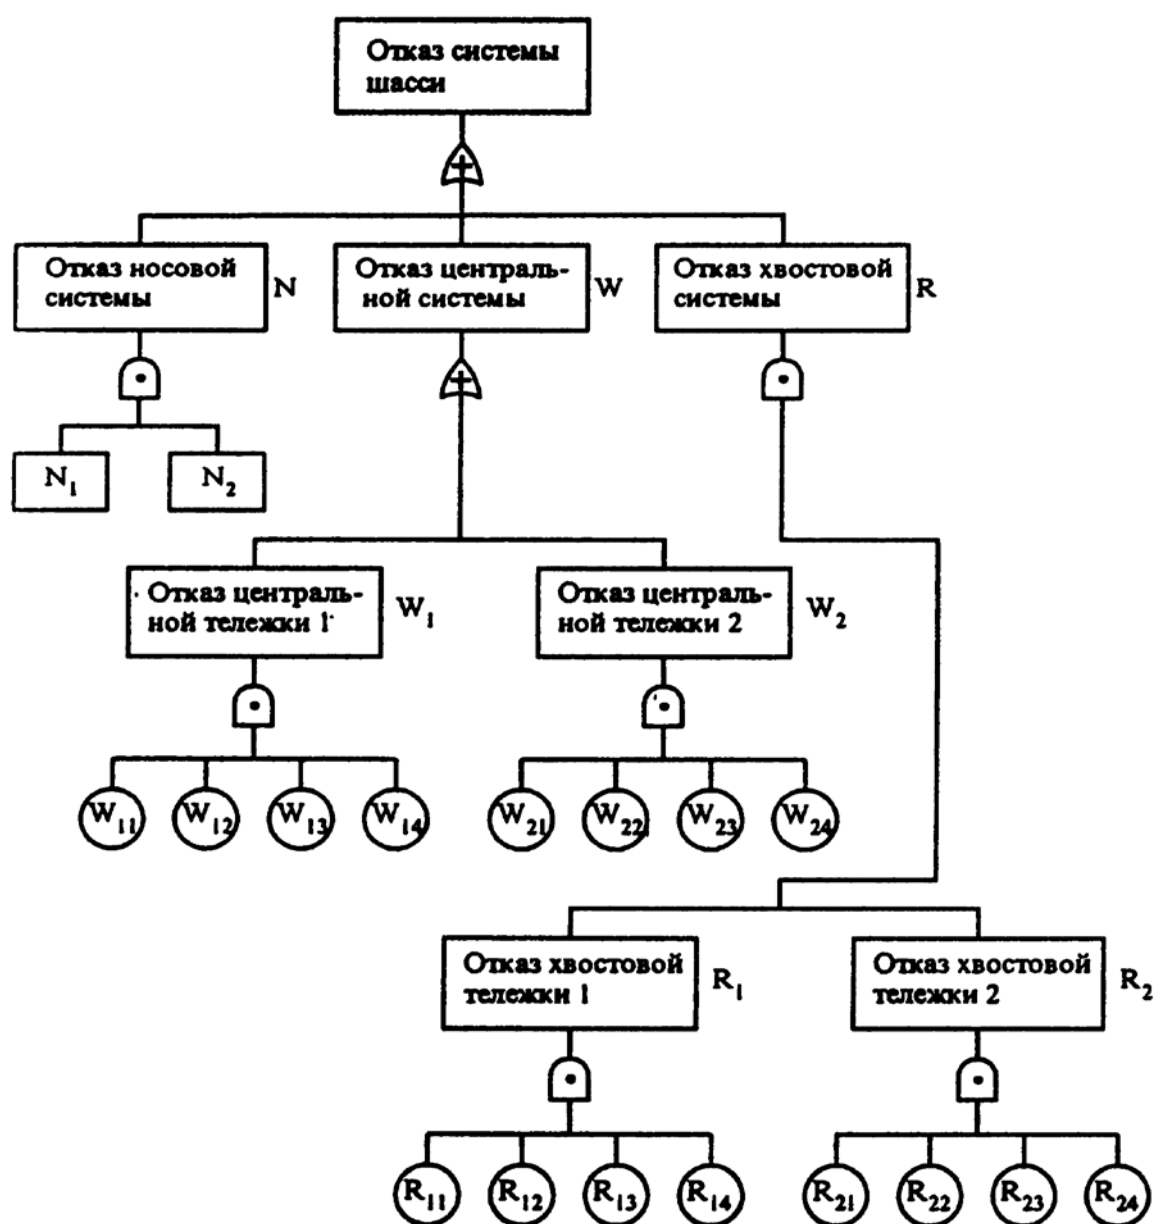 Отказ системы
шасси
Отказ носовой
системы
N
Отказ централь-
ной системы
W
Отказ хвостовой
системы
R
N1
N2
Отказ централь-
ной тележки 1
W1
Отказ централь-
ной тележки 2
W2
W11
W12
W13
W14
W21
W22
W23
W24
Отказ хвостовой
тележки 1
R1
Отказ хвостовой
тележки 2
R2
R11
R12
R13
R14
R21
R22
R23
R24